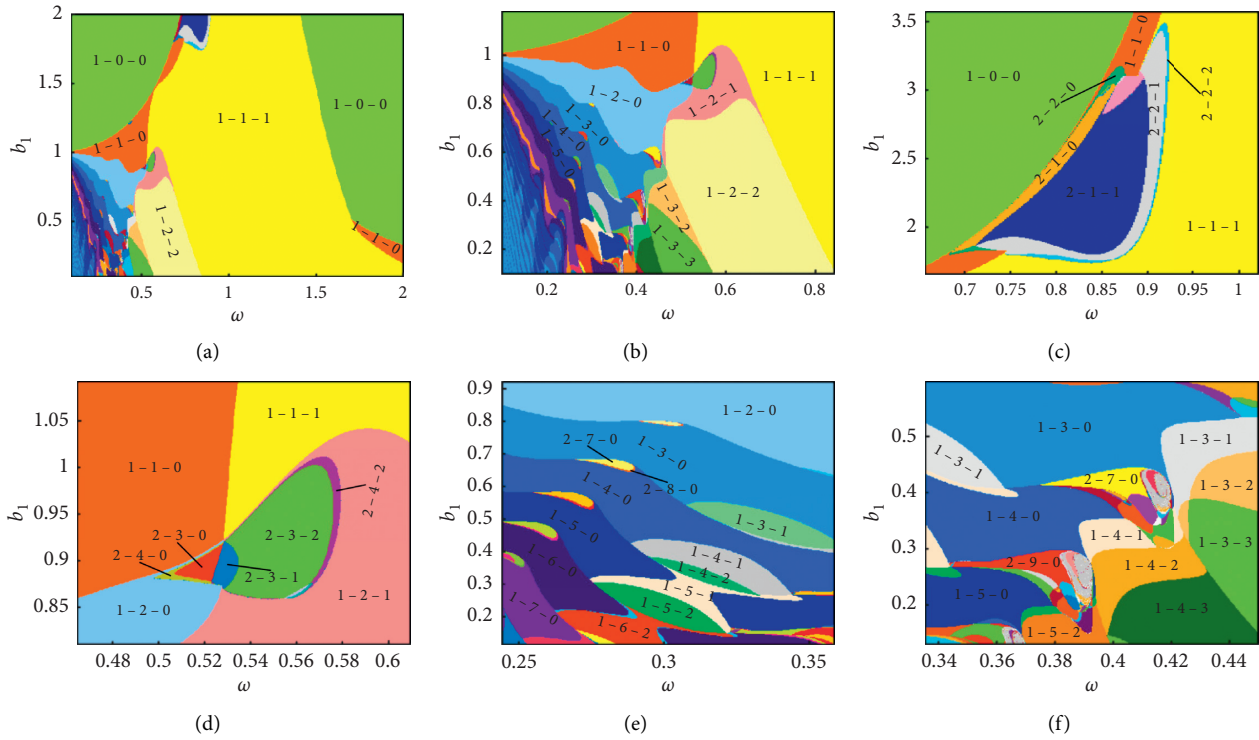 2
1.5
1
0.5
b1
0.5
1
1.5
2
ω
1 – 0 – 0
1 – 1 – 0
1 – 1 – 1
1 – 0 – 0
1 – 2 – 2
1 – 1 – 0
(a)
1
0.8
0.6
0.4
0.2
b1
0.2
0.4
0.6
0.8
ω
1 – 1 – 0
1 – 1 – 1
1 – 2 – 0
1 – 2 – 1
1 – 3 – 0
1 – 4 – 0
1 – 5 – 0
1 – 2 – 2
1 – 3 – 2
1 – 3 – 3
(b)
3.5
3
2.5
2
b1
0.7
0.8
0.85
0.9
0.95
1
ω
1 – 0 – 0
1 – 1 – 0
2 – 2 – 0
2 – 2 – 1
2 – 2 – 2
2 – 1 – 0
2 – 1 – 1
1 – 1 – 1
(c)
1.05
1
0.95
0.9
0.85
b1
0.48
0.5
0.52
0.54
0.56
0.58
0.6
ω
1 – 1 – 1
1 – 1 – 0
2 – 4 – 2
2 – 3 – 0
2 – 3 – 2
2 – 4 – 0
2 – 3 – 1
1 – 2 – 0
1 – 2 – 1
(d)
0.9
0.8
0.7
0.6
0.5
0.4
0.3
0.2
b1
0.25
0.3
0.35
ω
1 – 2 – 0
2 – 7 – 0
1 – 3 – 0
2 – 8 – 0
1 – 4 – 0
1 – 3 – 1
1 – 5 – 0
1 – 4 – 1
1 – 4 – 2
1 – 6 – 0
1 – 5 – 1
1 – 5 – 2
1 – 7 – 0
1 – 6 – 2
(e)
0.5
0.4
0.3
0.2
b1
0.34
0.36
0.38
0.4
0.42
0.44
ω
1 – 3 – 0
1 – 3 – 1
1 – 3 – 1
2 – 7 – 0
1 – 3 – 2
1 – 4 – 0
1 – 4 – 1
1 – 3 – 3
2 – 9 – 0
1 – 4 – 2
1 – 5 – 0
1 – 4 – 3
1 – 5 – 2
(f)